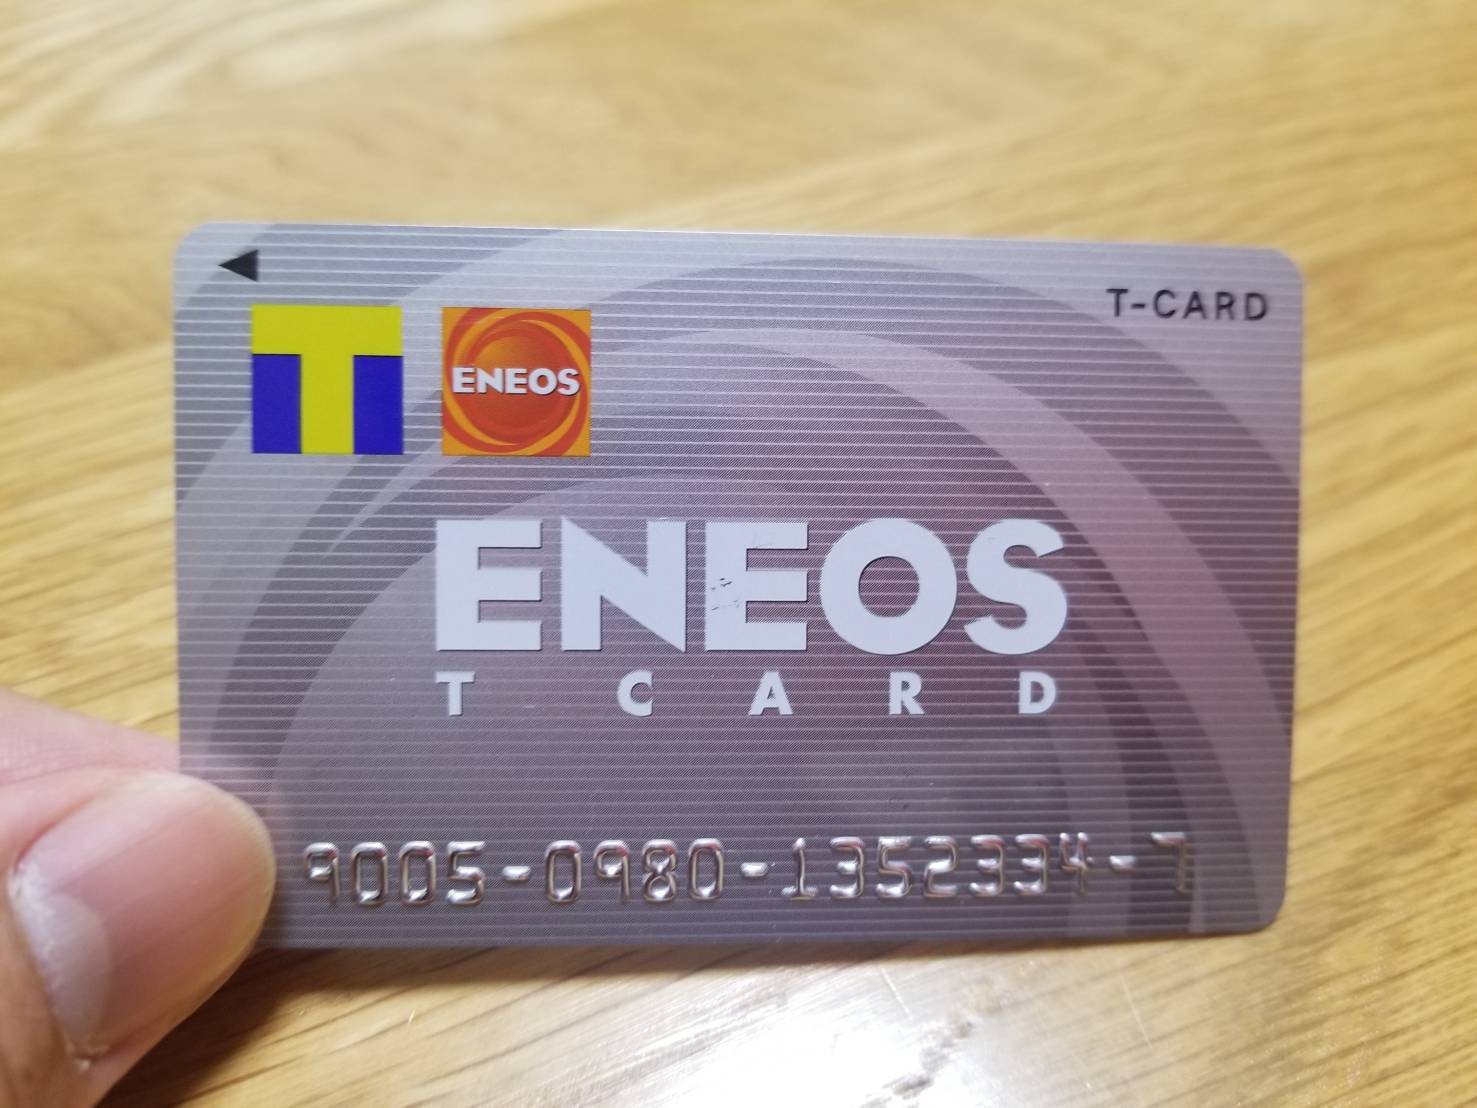 T-CARD
T ENEOS
ENEOS
T CARD
9005-0980-1352334-7